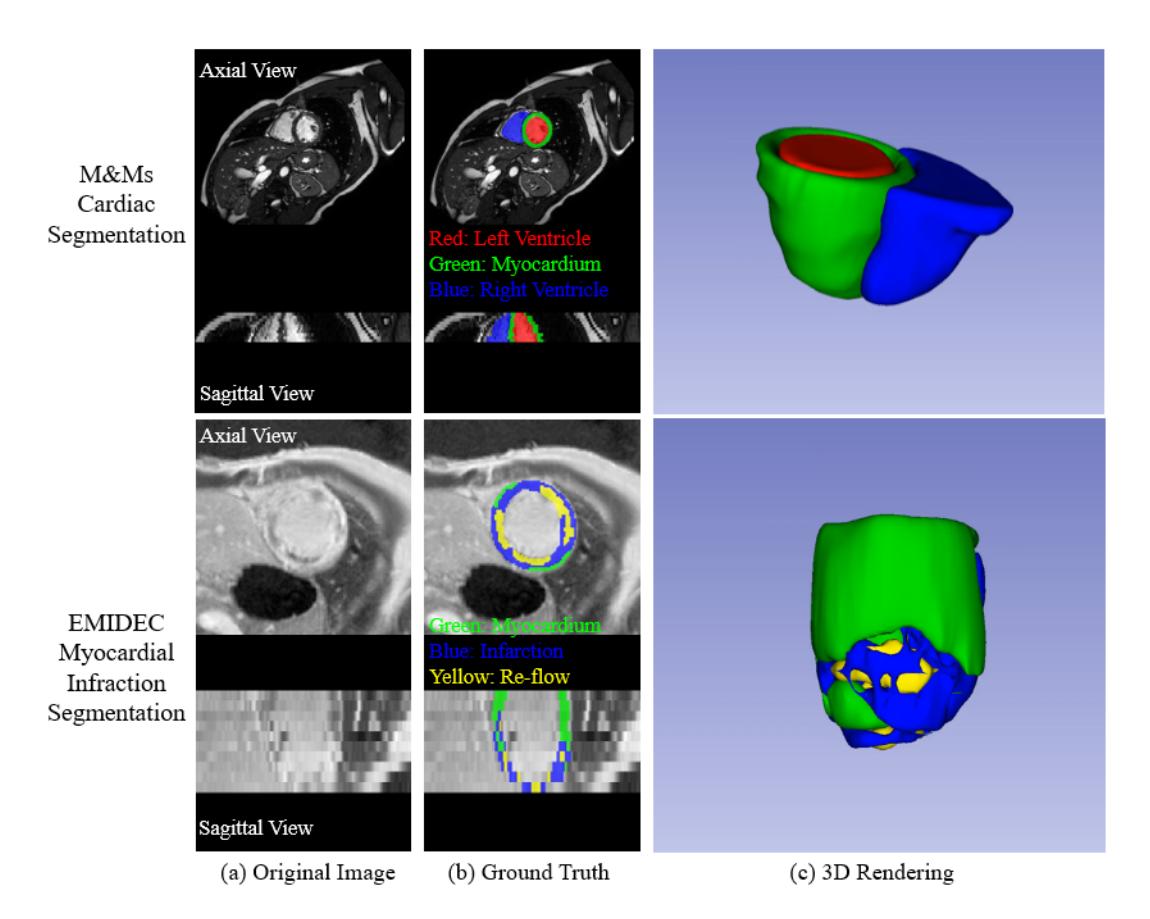 M&Ms
Cardiac
Segmentation
Axial View
Sagittal View
Red: Left Ventricle
Green: Myocardium
Blue: Right Ventricle
EMIDEC
Myocardial
Infraction
Segmentation
Axial View
Sagittal View
Green: Myocardium
Blue: Infarction
Yellow: Re-flow
(a) Original Image
(b) Ground Truth
(c) 3D Rendering